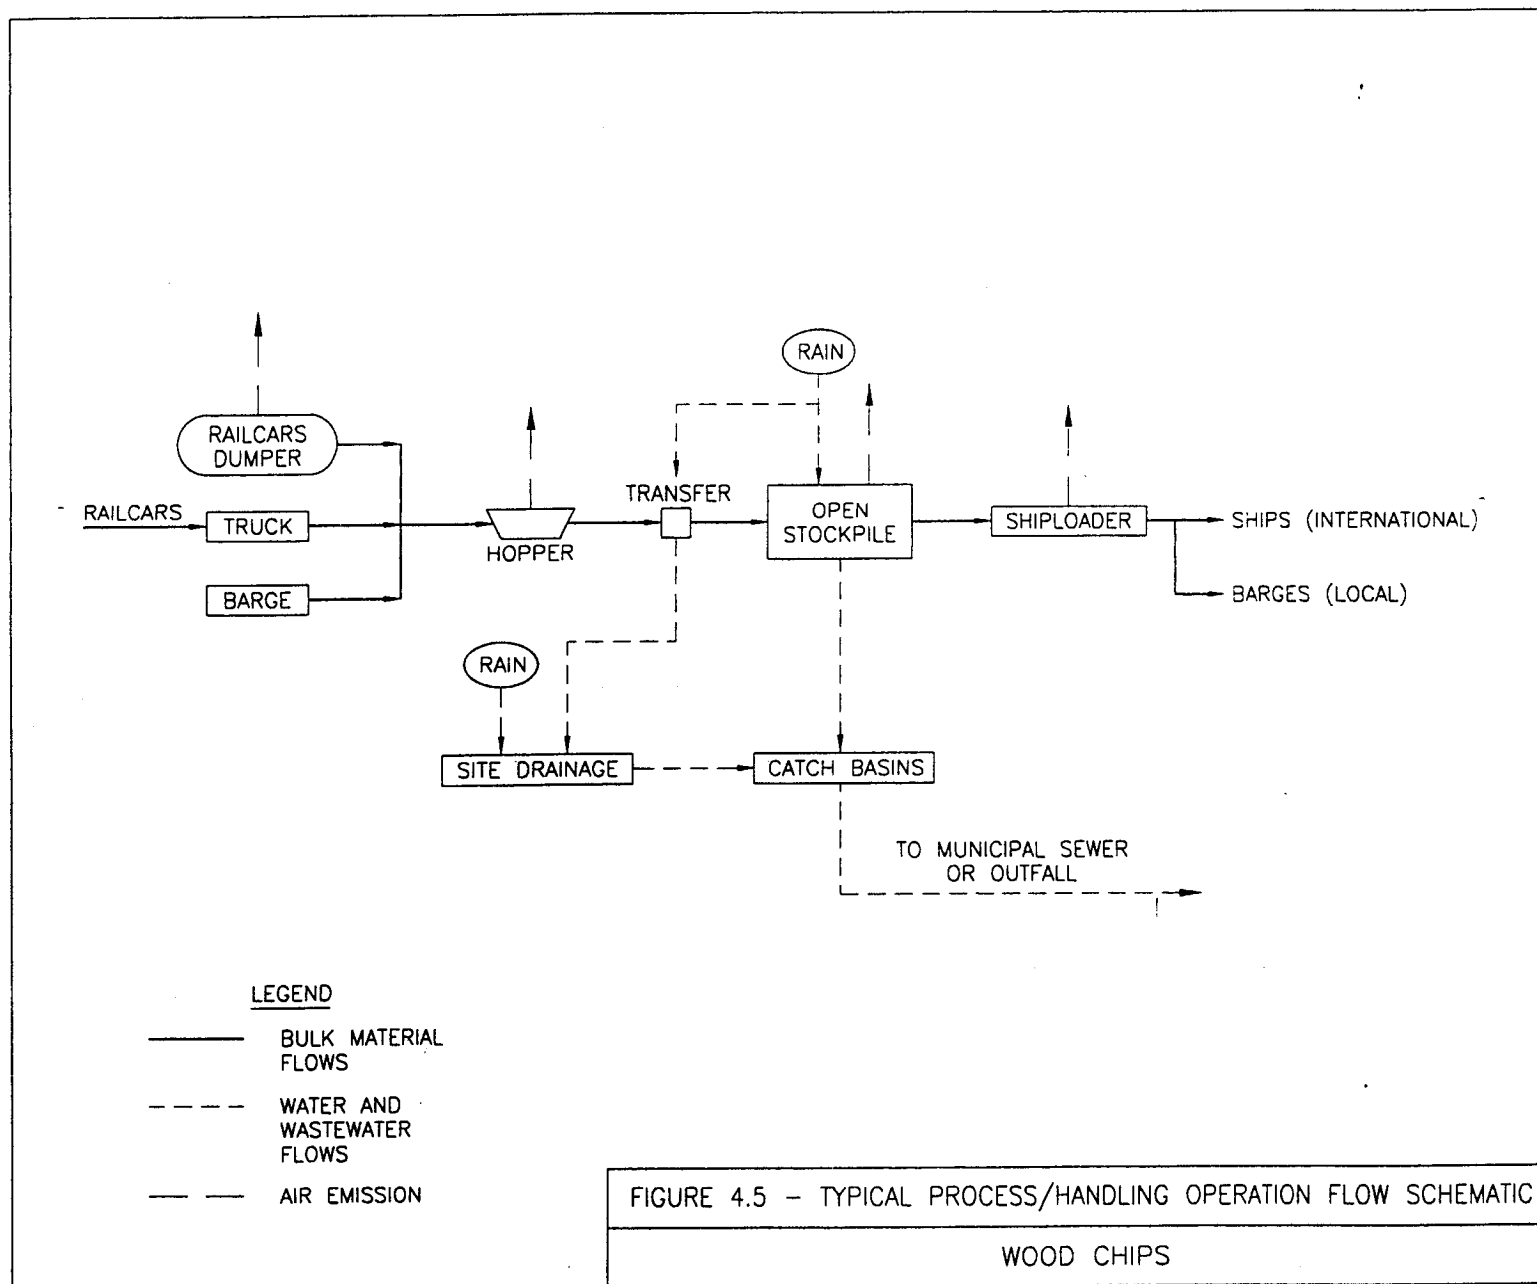 RAIN
RAILCARS
DUMPER
TRANSFER
RAILCARS
TRUCK
HOPPER
OPEN
STOCKPILE
SHIPLOADER
SHIPS (INTERNATIONAL)
BARGE
BARGES (LOCAL)
RAIN
SITE DRAINAGE
CATCH BASINS
TO MUNICIPAL SEWER
OR OUTFALL
LEGEND
BULK MATERIAL
FLOWS
WATER AND
WASTEWATER
FLOWS
AIR EMISSION
FIGURE 4.5 - TYPICAL PROCESS/HANDLING OPERATION FLOW SCHEMATIC
WOOD CHIPS